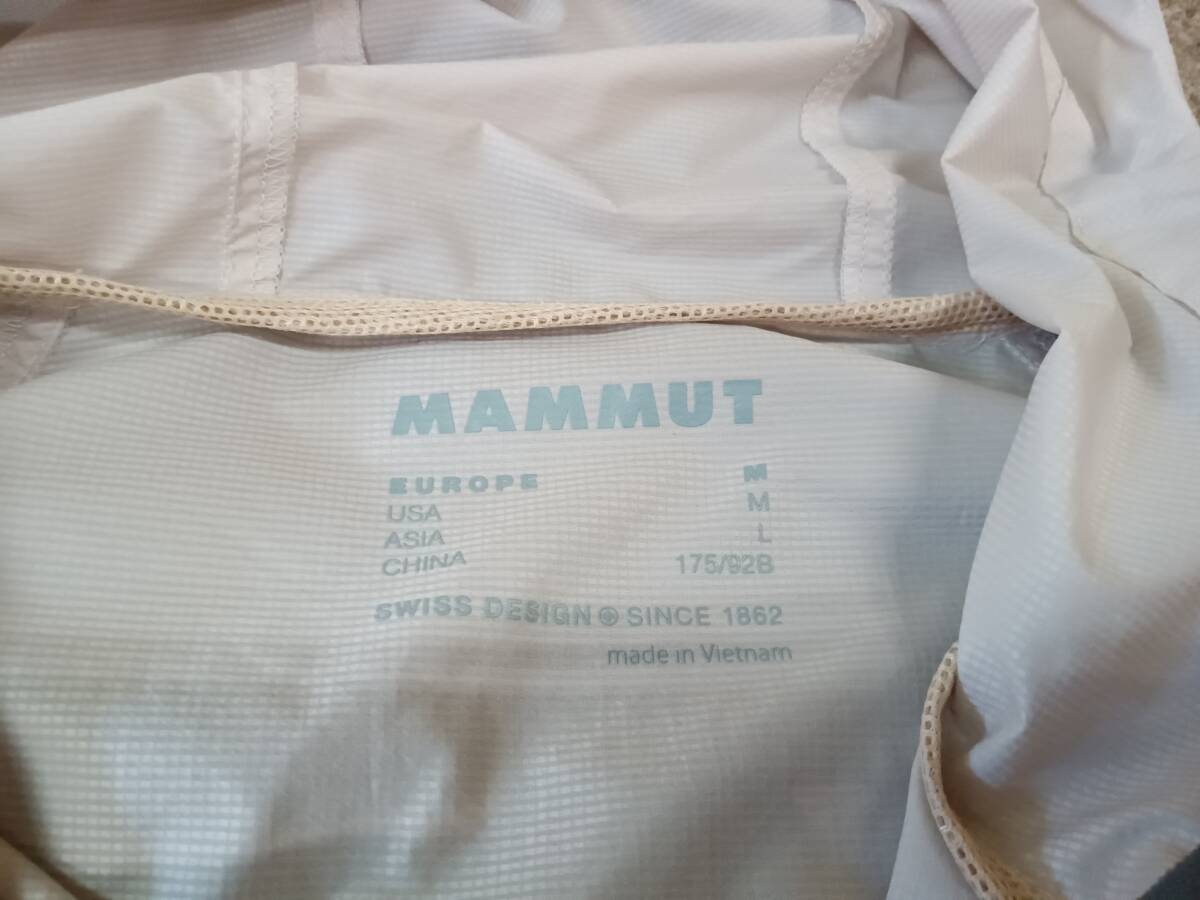 MAMMUT
EUROPE M
USA M
ASIA L
CHINA 175/92B
SWISS DESIGN SINCE 1862
made in Vietnam